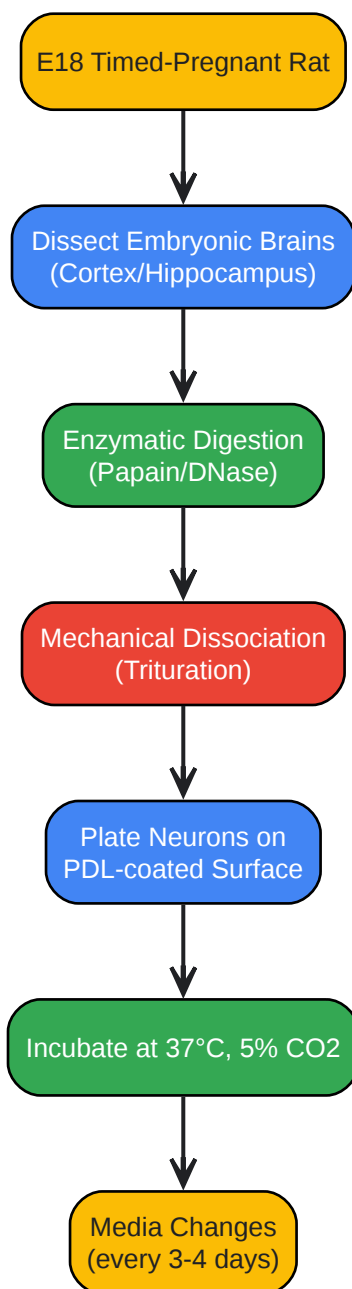 E18 Timed-Pregnant Rat
Dissect Embryonic Brains
(Cortex/Hippocampus)
Enzymatic Digestion
(Papain/DNase)
Mechanical Dissociation
(Trituration)
Plate Neurons on
PDL-coated Surface
Incubate at 37°C, 5% CO2
Media Changes
(every 3-4 days)